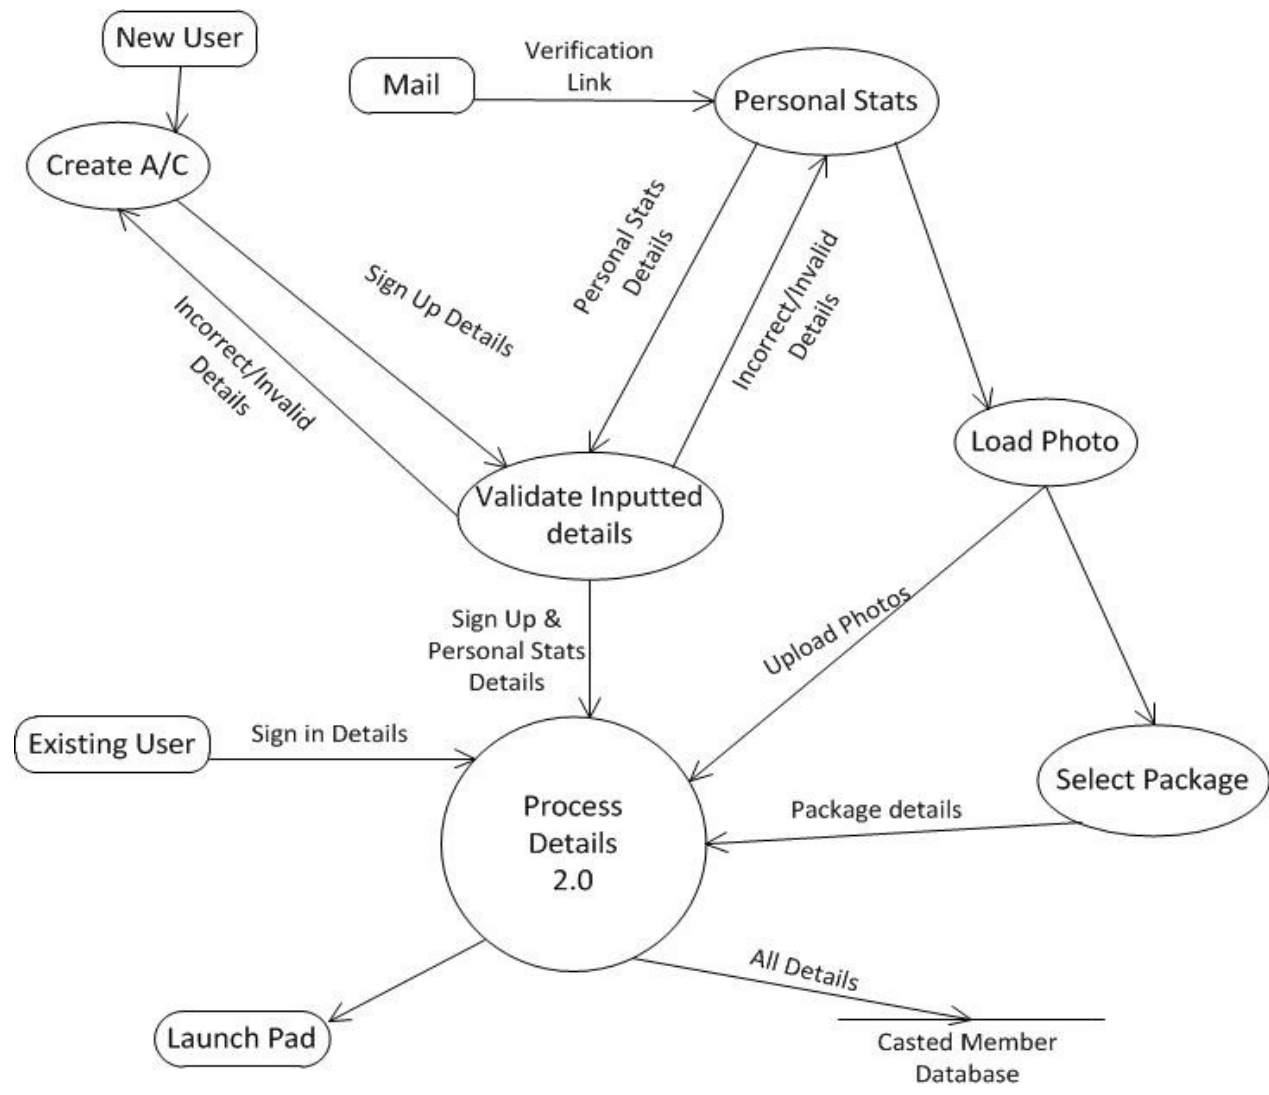 New User
Mail
Verification
Link
Personal Stats
Create A/C
Sign Up Details
Incorrect/Invalid
Details
Personal Stats
Details
Incorrect/Invalid
Details
Load Photo
Validate Inputted
details
Sign Up &
Personal Stats
Details
Upload Photos
Existing User
Sign in Details
Process
Details
2.0
Package details
Select Package
Launch Pad
All Details
Casted Member
Database